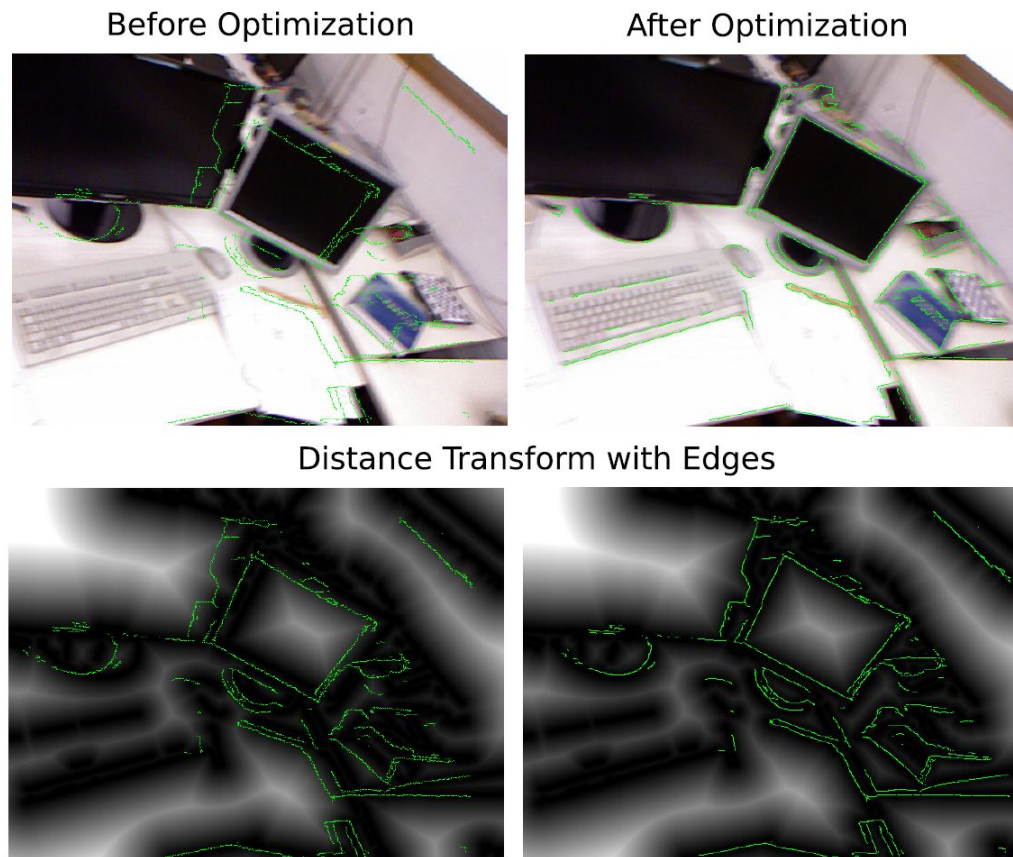 Before Optimization
After Optimization
Distance Transform with Edges